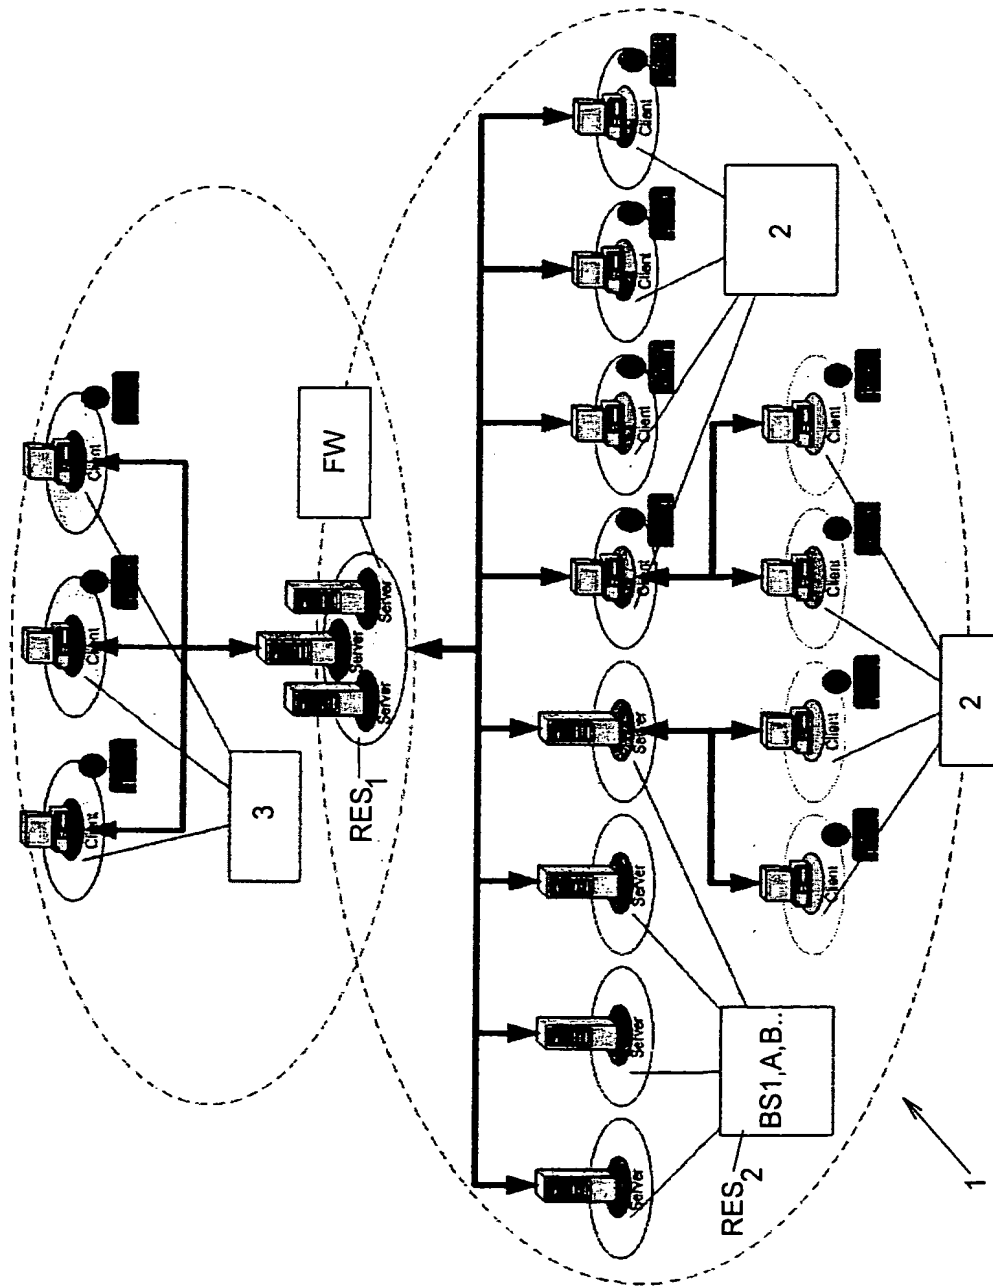 Client
Client
Client
3
FW
Server
Server
Server
RES1
Server
Server
Server
Server
Client
Client
Client
Client
RES2
BS1,A,B..
2
Client
Client
Client
Client
2
1